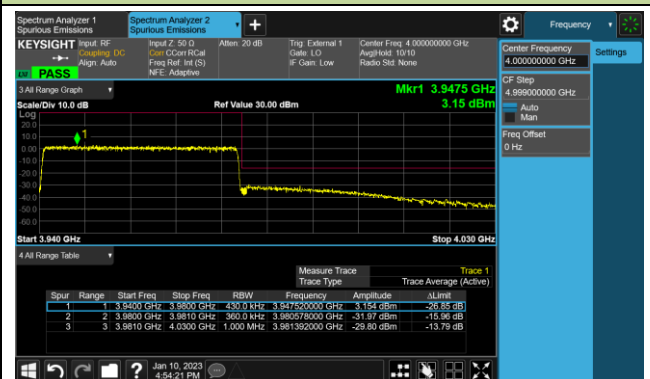 Spectrum Analyzer 1
Spurious Emissions
Spectrum Analyzer 2
Spurious Emissions
Frequency
KEYSIGHT
Input: RF
Coupling: DC
Align: Auto
Input Z: 50 Ω
Corr CCorr RCal
Freq Ref: Int (S)
NFE: Adaptive
Atten: 20 dB
Trig: External 1
Gate: LO
IF Gain: Low
Center Freq: 4.000000000 GHz
Avg|Hold: 10/10
Radio Std: None
PASS
Center Frequency
4.000000000 GHz
Settings
CF Step
4.999000000 GHz
Auto
Man
Freq Offset
0 Hz
3 All Range Graph
Mkr1 3.9475 GHz
Scale/Div 10.0 dB
Ref Value 30.00 dBm
3.15 dBm
Log
20.0
10.0
0.00
-10.0
-20.0
-30.0
-40.0
-50.0
-60.0
1
Start 3.940 GHz
Stop 4.030 GHz
4 All Range Table
Measure Trace Trace 1
Trace Type Trace Average (Active)
Spur Range Start Freq Stop Freq RBW Frequency Amplitude ΔLimit
1 1 3.9400 GHz 3.9800 GHz 430.0 kHz 3.947520000 GHz 3.154 dBm -26.85 dB
2 2 3.9800 GHz 3.9810 GHz 360.0 kHz 3.980578000 GHz -31.97 dBm -15.96 dB
3 3 3.9810 GHz 4.0300 GHz 1.000 MHz 3.981392000 GHz -29.80 dBm -13.79 dB
Jan 10, 2023
4:54:21 PM